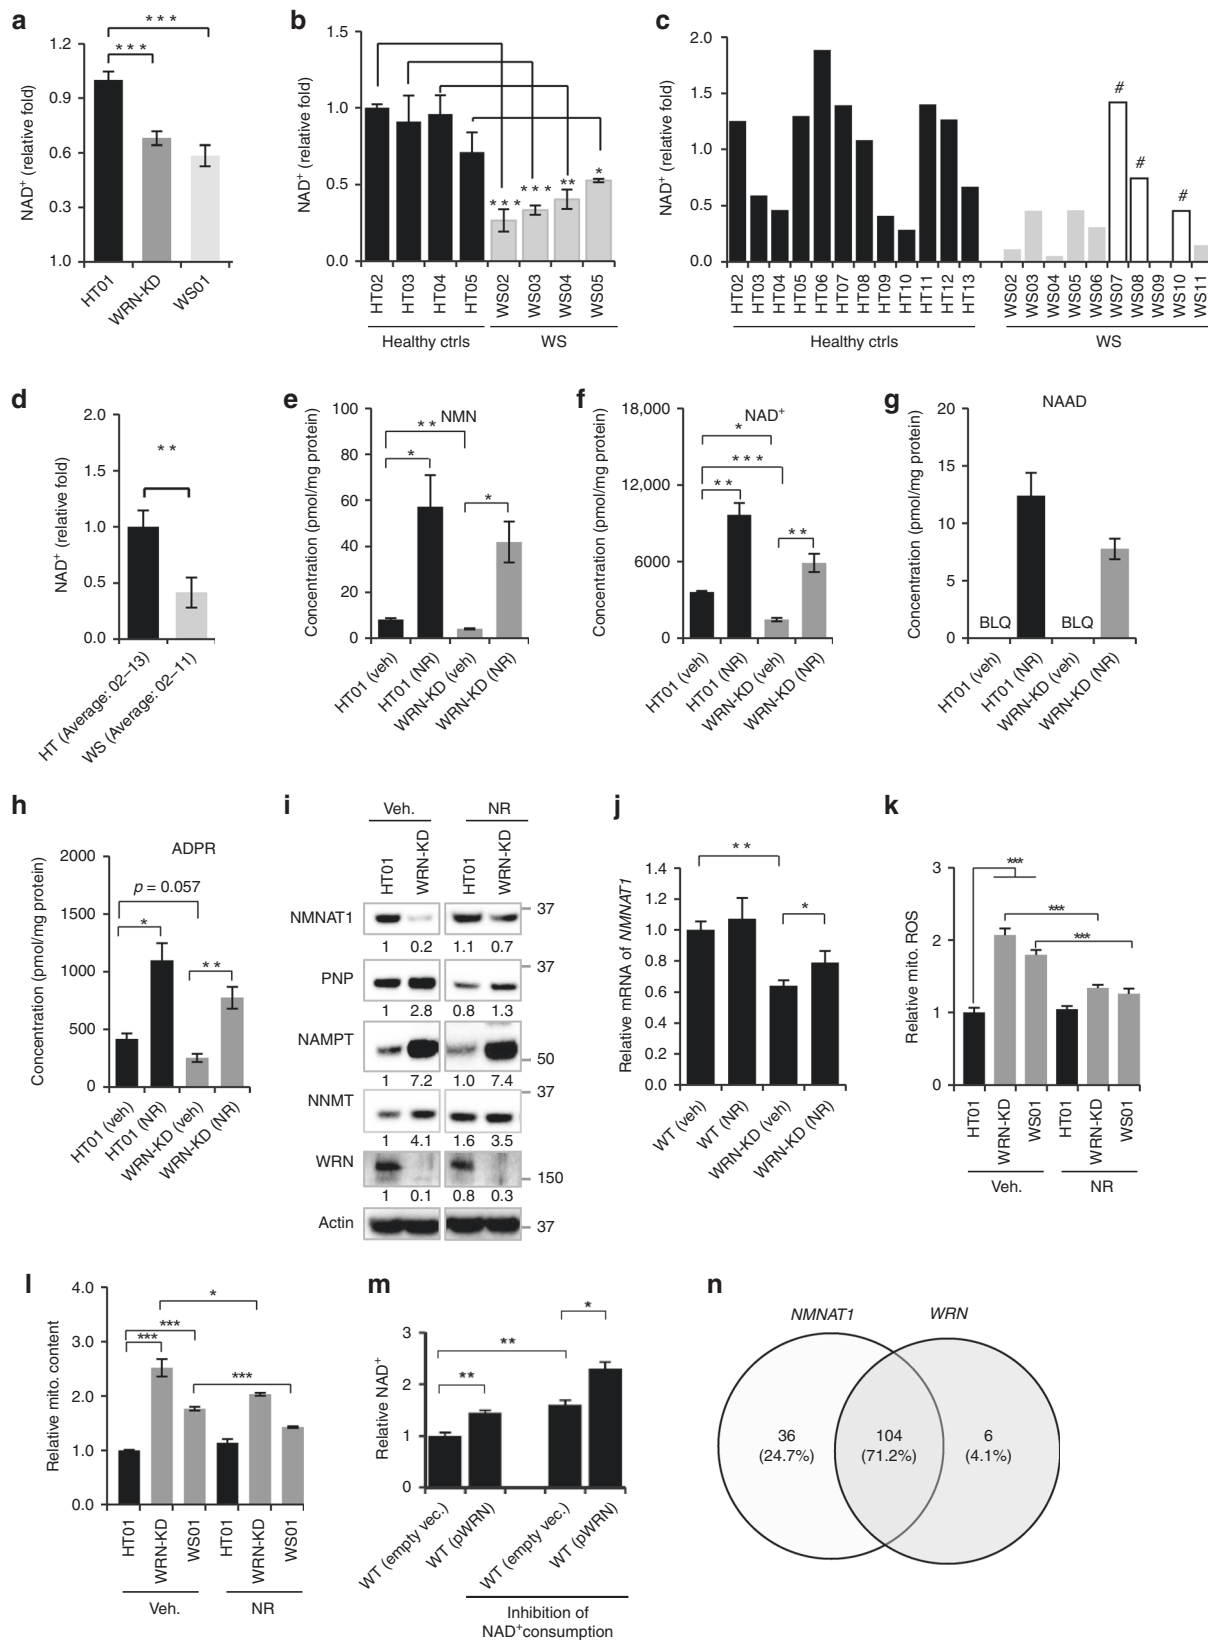 a
* * *
* * *
1.2
0.9
0.6
0.3
1.0
NAD+ (relative fold)
HT01
WRN-KD
WS01
b
1.5
1.0
0.5
0.0
NAD+ (relative fold)
* * *
* * *
**
*
HT02
HT03
HT04
HT05
WS02
WS03
WS04
WS05
Healthy ctrls
WS
c
2.0
1.5
1.0
0.5
0.0
NAD+ (relative fold)
#
#
#
HT02
HT03
HT04
HT05
HT06
HT07
HT08
HT09
HT10
HT11
HT12
HT13
WS02
WS03
WS04
WS05
WS06
WS07
WS08
WS09
WS10
WS11
Healthy ctrls
WS
d
2.0
1.5
1.0
0.5
0.0
NAD+ (relative fold)
* *
HT (Average: 02–13)
WS (Average: 02–11)
e
NMN
100
80
60
40
20
0
Concentration (pmol/mg protein)
* *
*
*
HT01 (veh)
HT01 (NR)
WRN-KD (veh)
WRN-KD (NR)
f
NAD+
18,000
12,000
6000
0
Concentration (pmol/mg protein)
*
* * *
* *
* *
HT01 (veh)
HT01 (NR)
WRN-KD (veh)
WRN-KD (NR)
g
NAAD
20
15
10
5
0
Concentration (pmol/mg protein)
BLQ
BLQ
HT01 (veh)
HT01 (NR)
WRN-KD (veh)
WRN-KD (NR)
h
ADPR
2000
1500
1000
500
0
Concentration (pmol/mg protein)
p = 0.057
*
* *
HT01 (veh)
HT01 (NR)
WRN-KD (veh)
WRN-KD (NR)
i
Veh. NR
HT01
WRN-KD
HT01
WRN-KD
NMNAT1 37
1 0.2 1.1 0.7
PNP 37
1 2.8 0.8 1.3
NAMPT 50
1 7.2 1.0 7.4
NNMT 37
1 4.1 1.6 3.5
WRN 150
1 0.1 0.8 0.3
Actin 37
j
1.4
1.2
1.0
0.8
0.6
0.4
0.2
0.0
Relative mRNA of NMNAT1
* *
*
WT (veh)
WT (NR)
WRN-KD (veh)
WRN-KD (NR)
k
3
2
1
0
Relative mito. ROS
***
***
***
HT01
WRN-KD
WS01
HT01
WRN-KD
WS01
Veh.
NR
l
4.0
3.0
2.0
1.0
0.0
Relative mito. content
*
***
***
***
HT01
WRN-KD
WS01
HT01
WRN-KD
WS01
Veh.
NR
m
3
2
1
0
Relative NAD+
*
**
**
WT (empty vec.)
WT (pWRN)
WT (empty vec.)
WT (pWRN)
Inhibition of
NAD+consumption
n
NMNAT1
WRN
36
(24.7%)
104
(71.2%)
6
(4.1%)